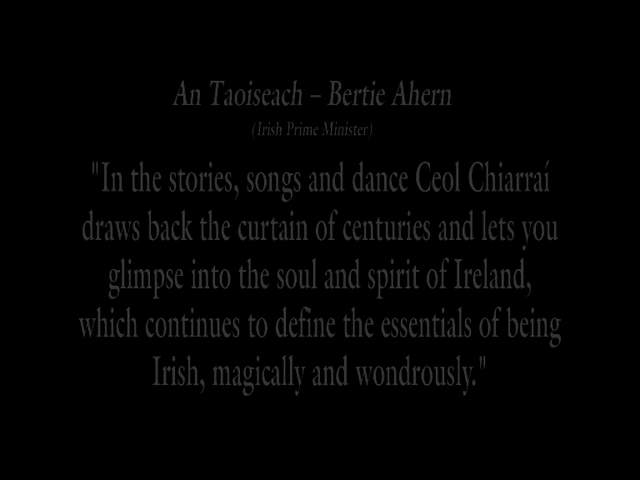 An Taoiseach – Bertie Ahern
(Irish Prime Minister)
"In the stories, songs and dance Ceol Chiarraí
draws back the curtain of centuries and lets you
glimpse into the soul and spirit of Ireland,
which continues to define the essentials of being
Irish, magically and wondrously."